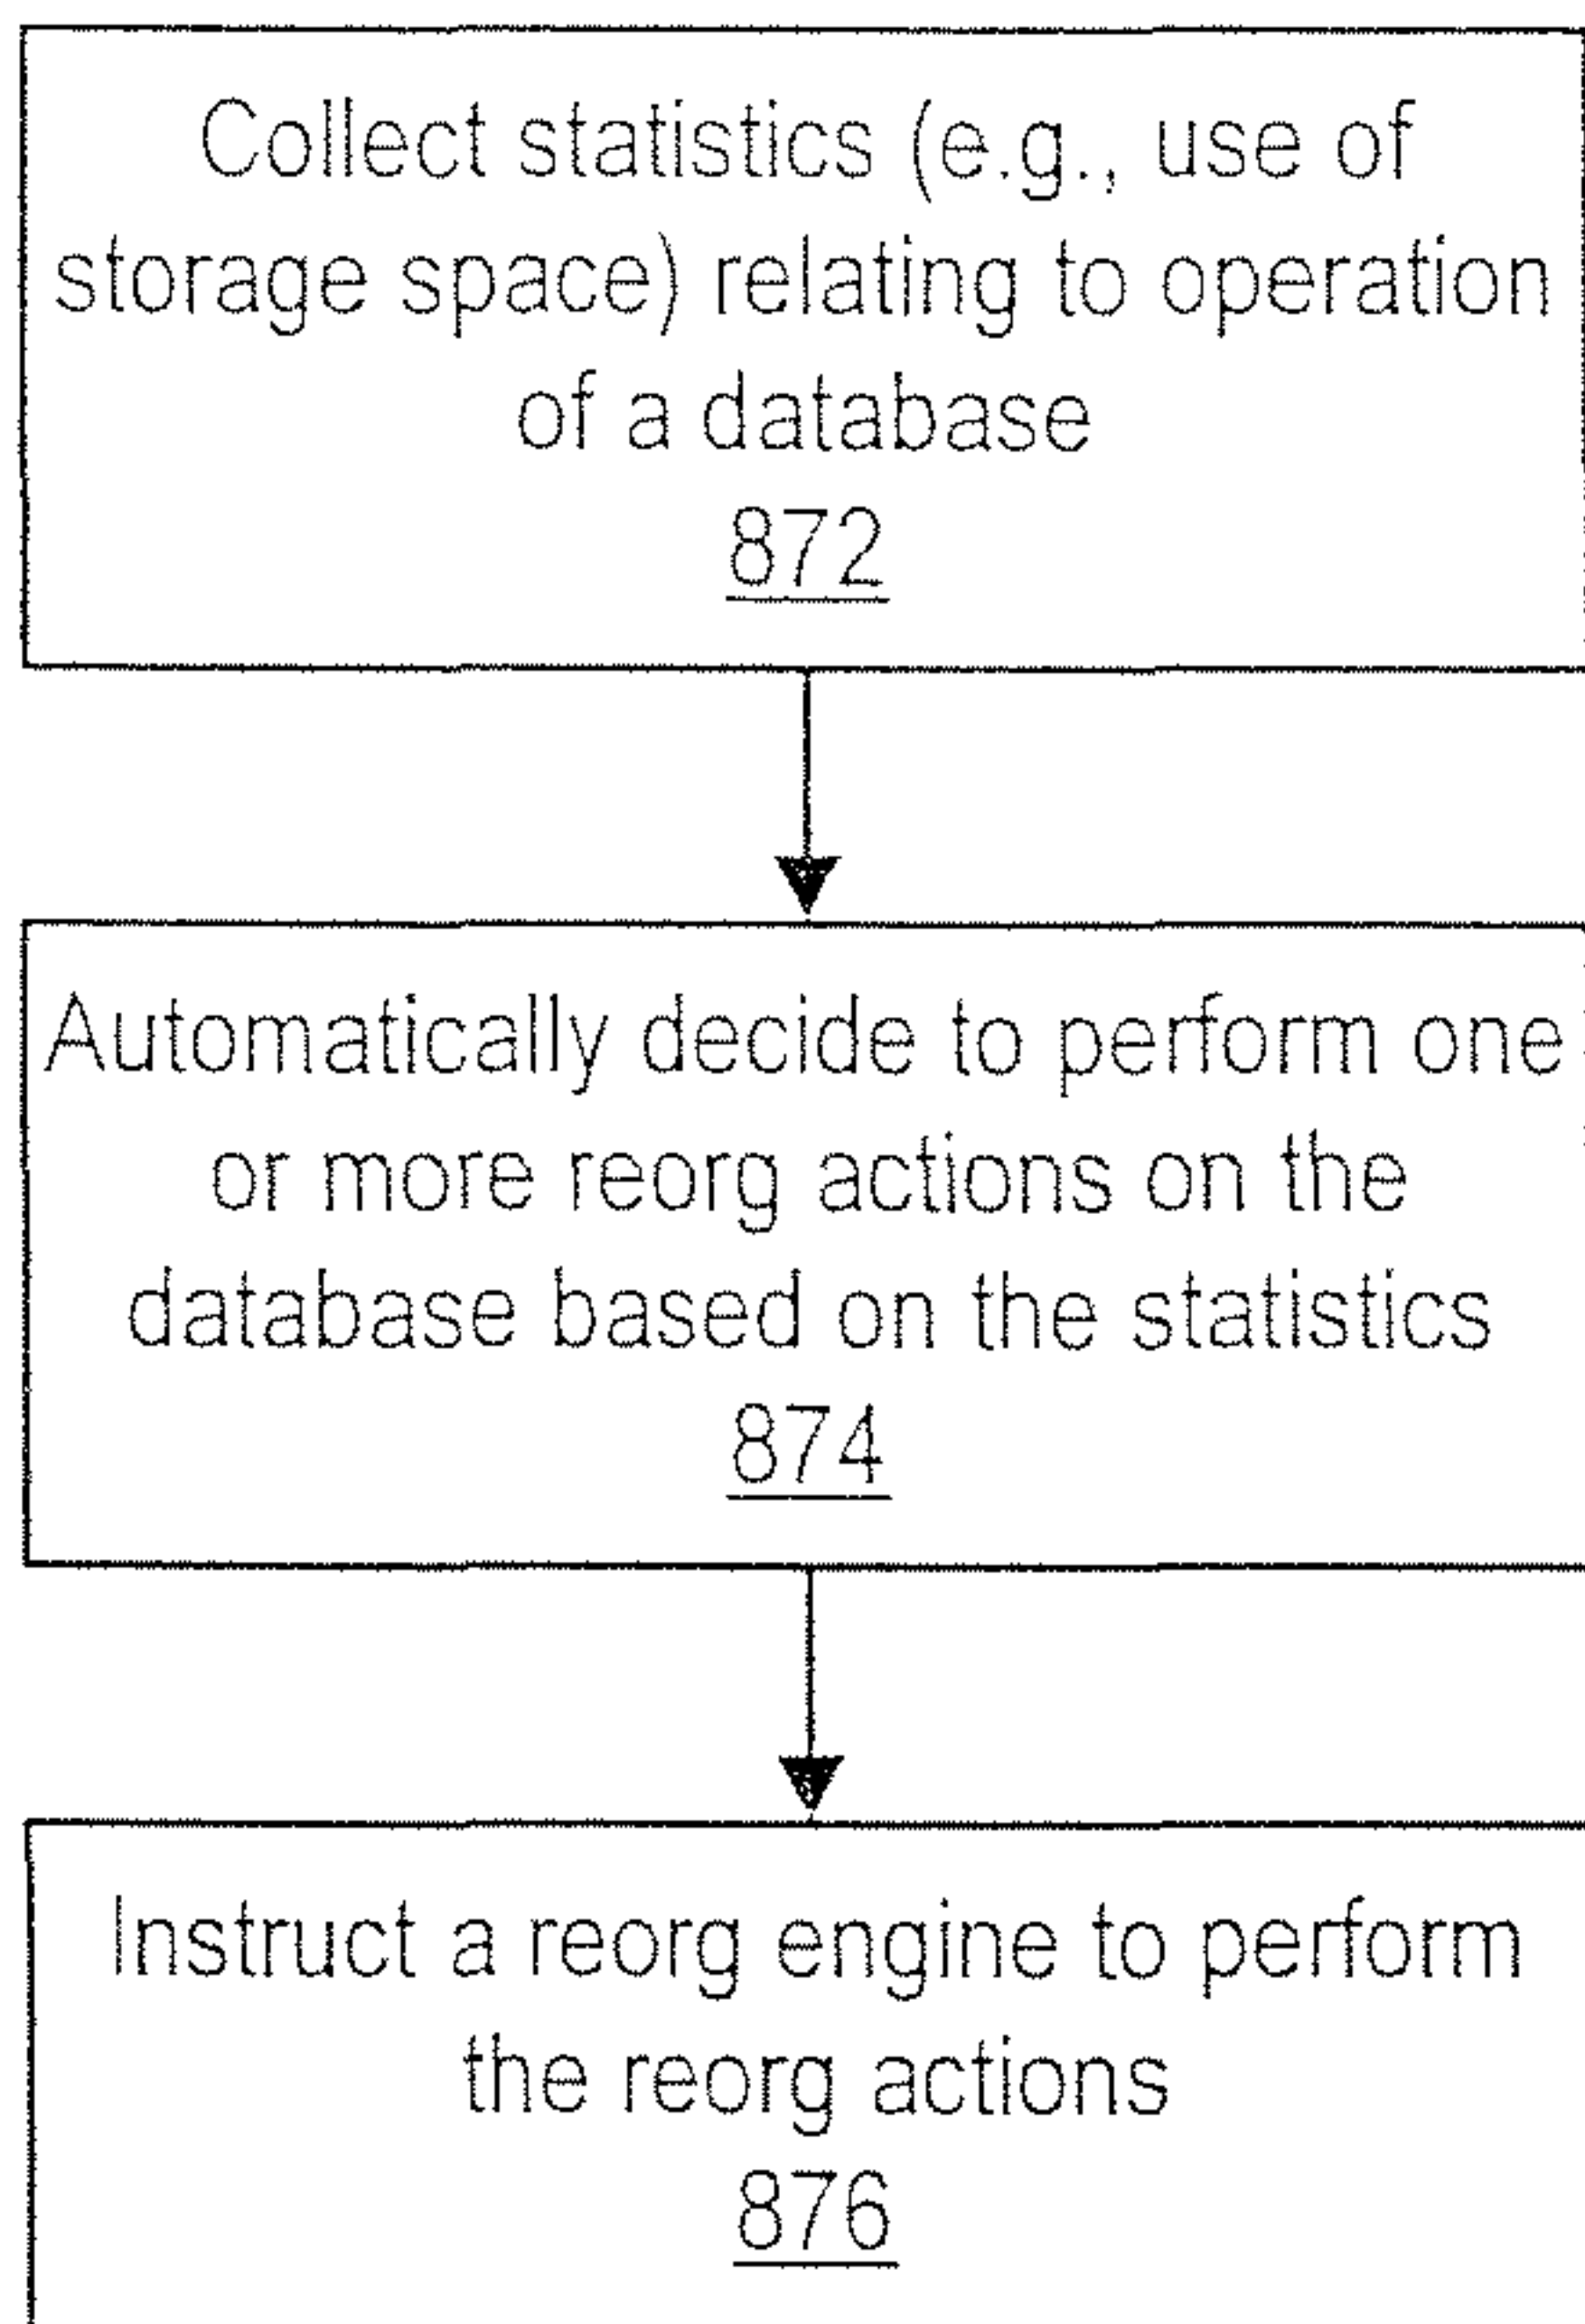 Collect statistics (e.g., use of
storage space) relating to operation
of a database
872
Automatically decide to perform one
or more reorg actions on the
database based on the statistics
874
Instruct a reorg engine to perform
the reorg actions
876